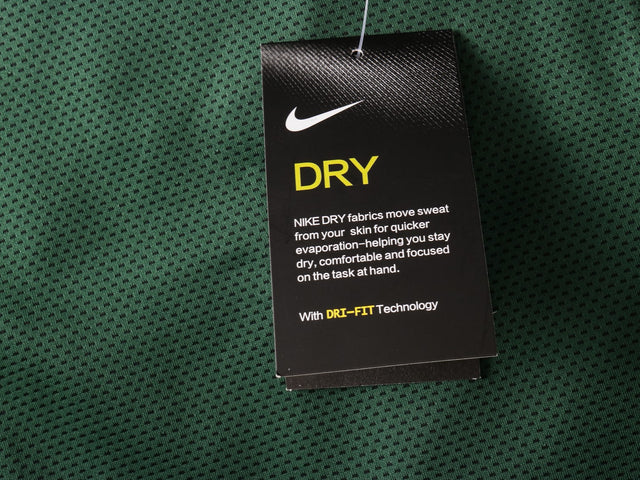 DRY
NIKE DRY fabrics move sweat
from your skin for quicker
evaporation—helping you stay
dry, comfortable and focused
on the task at hand.
With DRI—FIT Technology